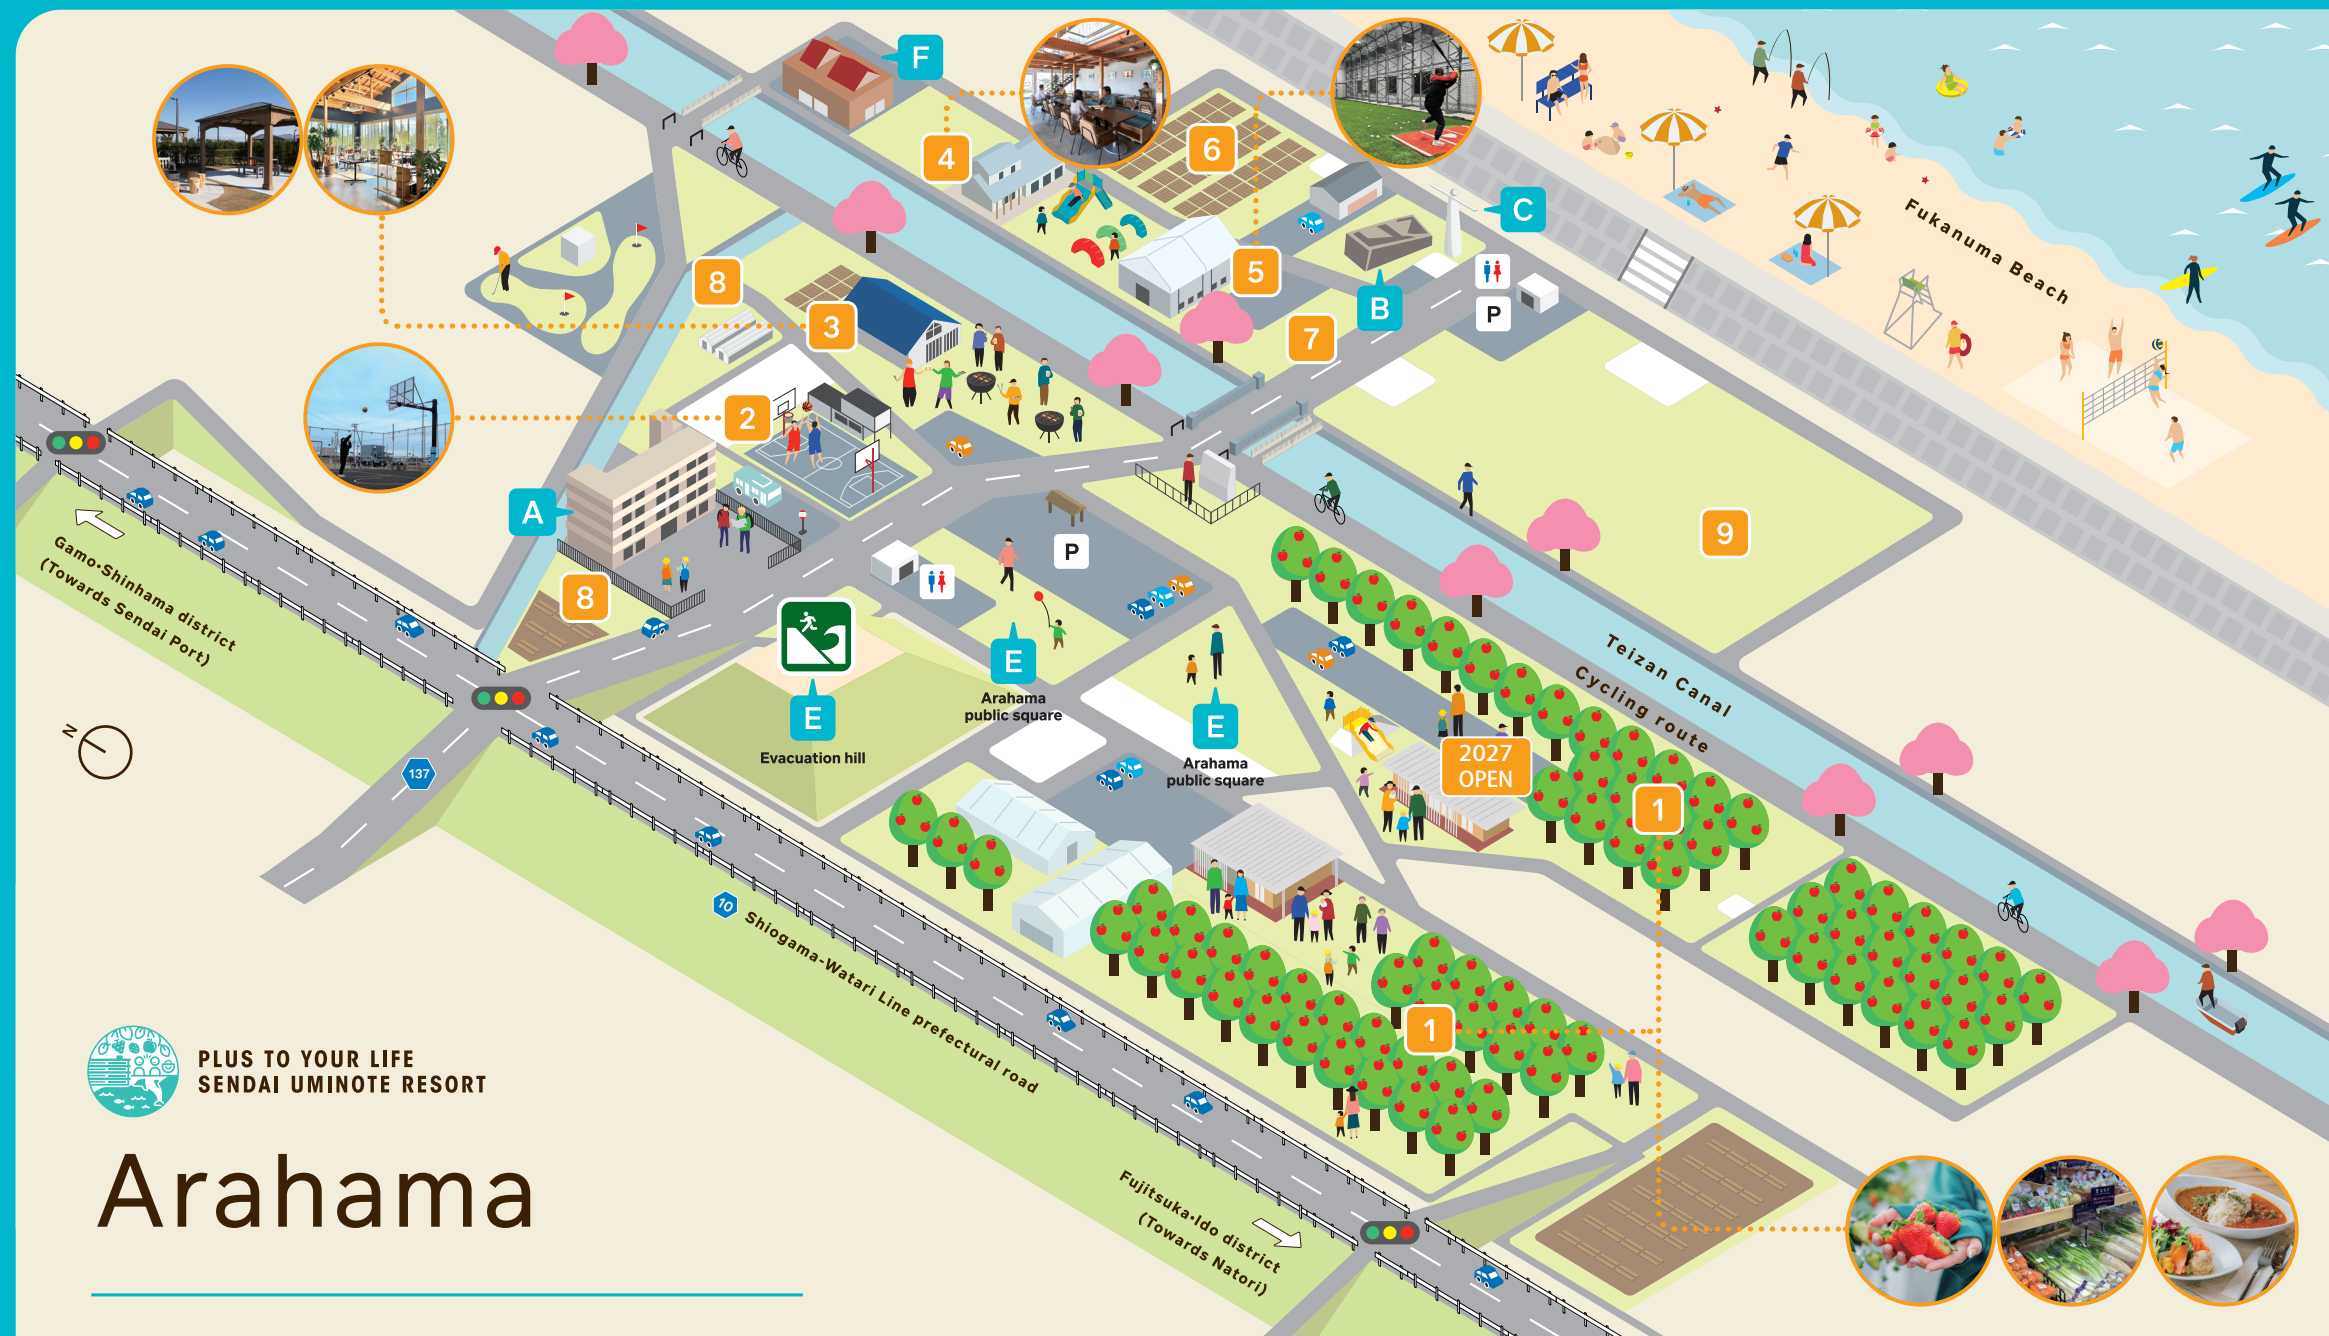 F
4
6
C
5
B
P
7
8
3
2
A
8
P
9
Fukanuma Beach
Gamo•Shinhama district
(Towards Sendai Port)
E
Evacuation hill
E
Arahama
public square
E
Arahama
public square
2027
OPEN
1
Teizan Canal
Cycling route
N
137
10
Shiogama-Watari Line prefectural road
1
PLUS TO YOUR LIFE
SENDAI UMINOTE RESORT
Arahama
Fujitsuka•Ido district
(Towards Natori)